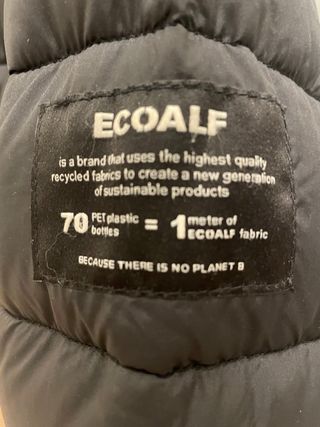 ECOALF
is a brand that uses the highest quality
recycled fabrics to create a new generation
of sustainable products
70 PET plastic bottles = 1 meter of ECOALF fabric
BECAUSE THERE IS NO PLANET B